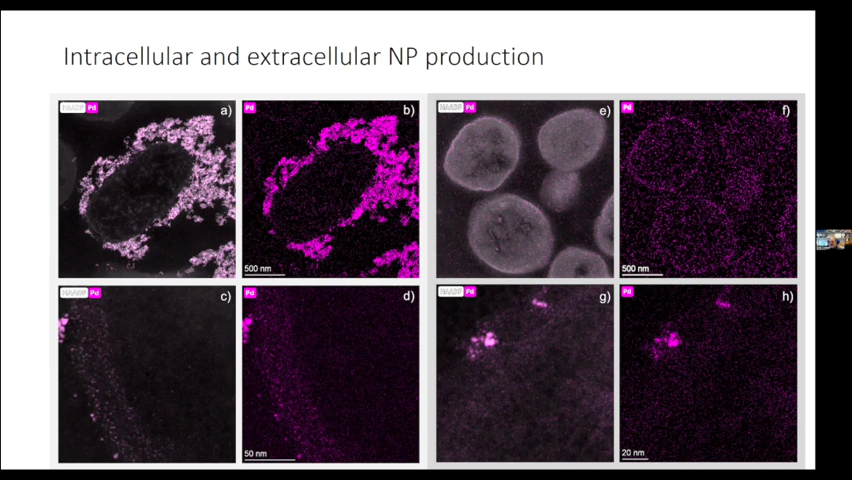 Intracellular and extracellular NP production
HAADF Pd a)
Pd b)
500 nm
HAADF Pd e)
Pd f)
500 nm
HAADF Pd c)
Pd d)
50 nm
HAADF Pd g)
Pd h)
20 nm